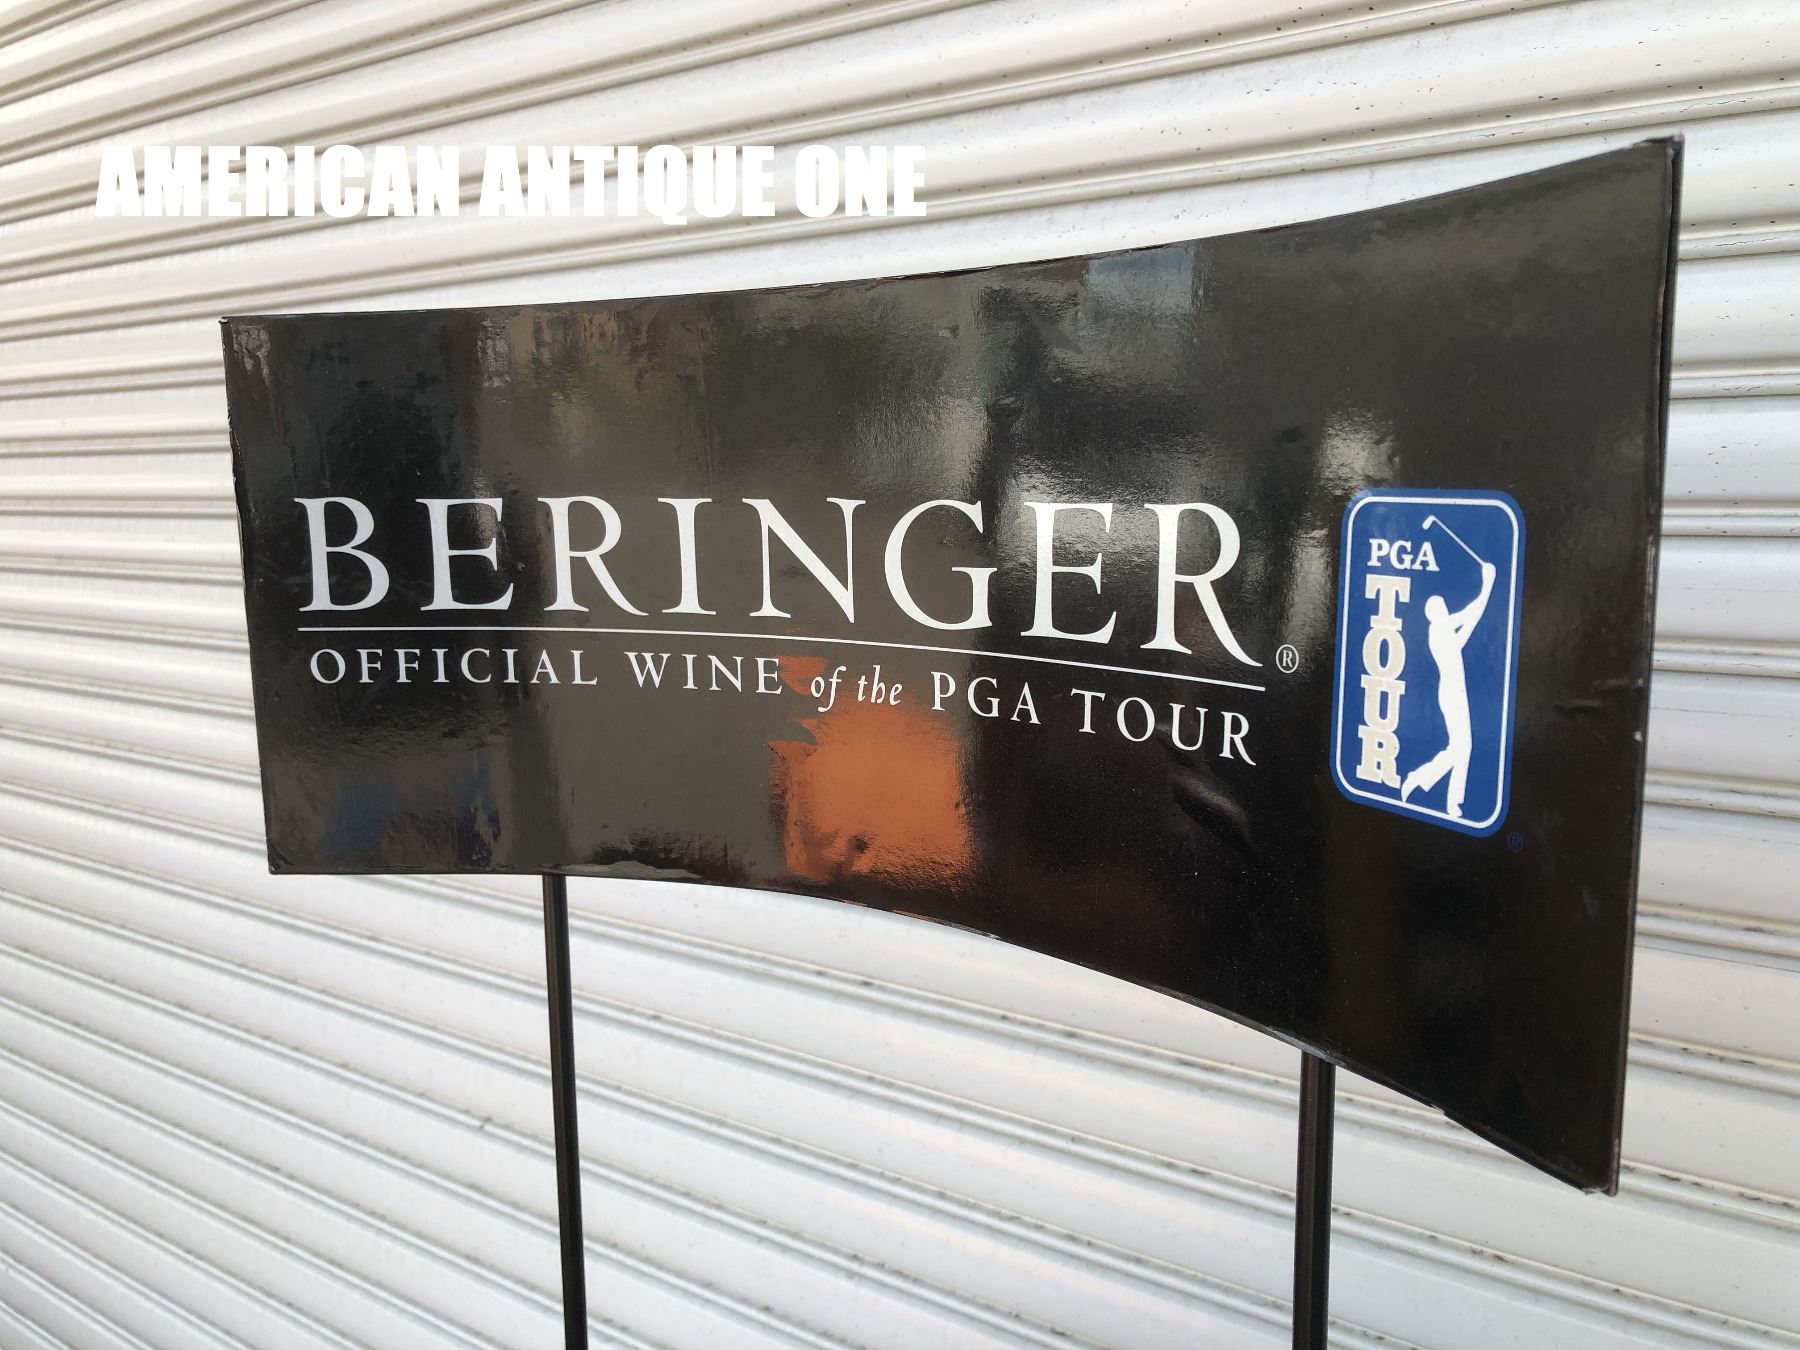 AMERICAN ANTIQUE ONE
BERINGER®
OFFICIAL WINE of the PGA TOUR
PGA
TOUR
®